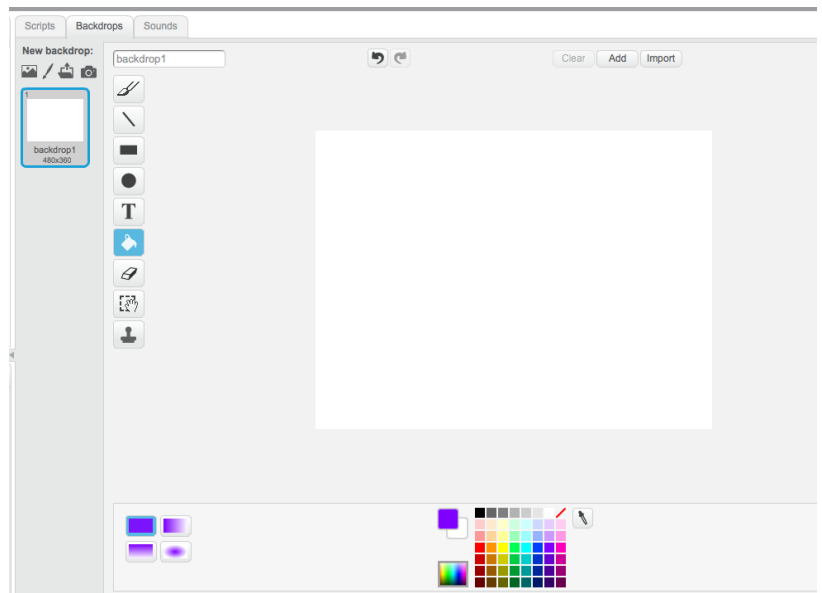 Scripts Backdrops Sounds
New backdrop:
backdrop1
Clear Add Import
1
backdrop1
480x360
T